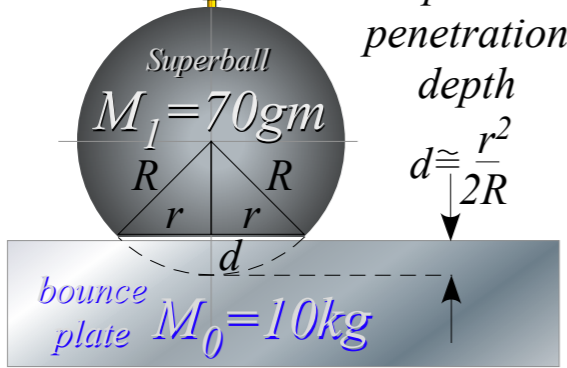 penetration
depth
d≅r²/2R
Superball
M₁=70gm
R R
r r
d
bounce
plate M₀=10kg